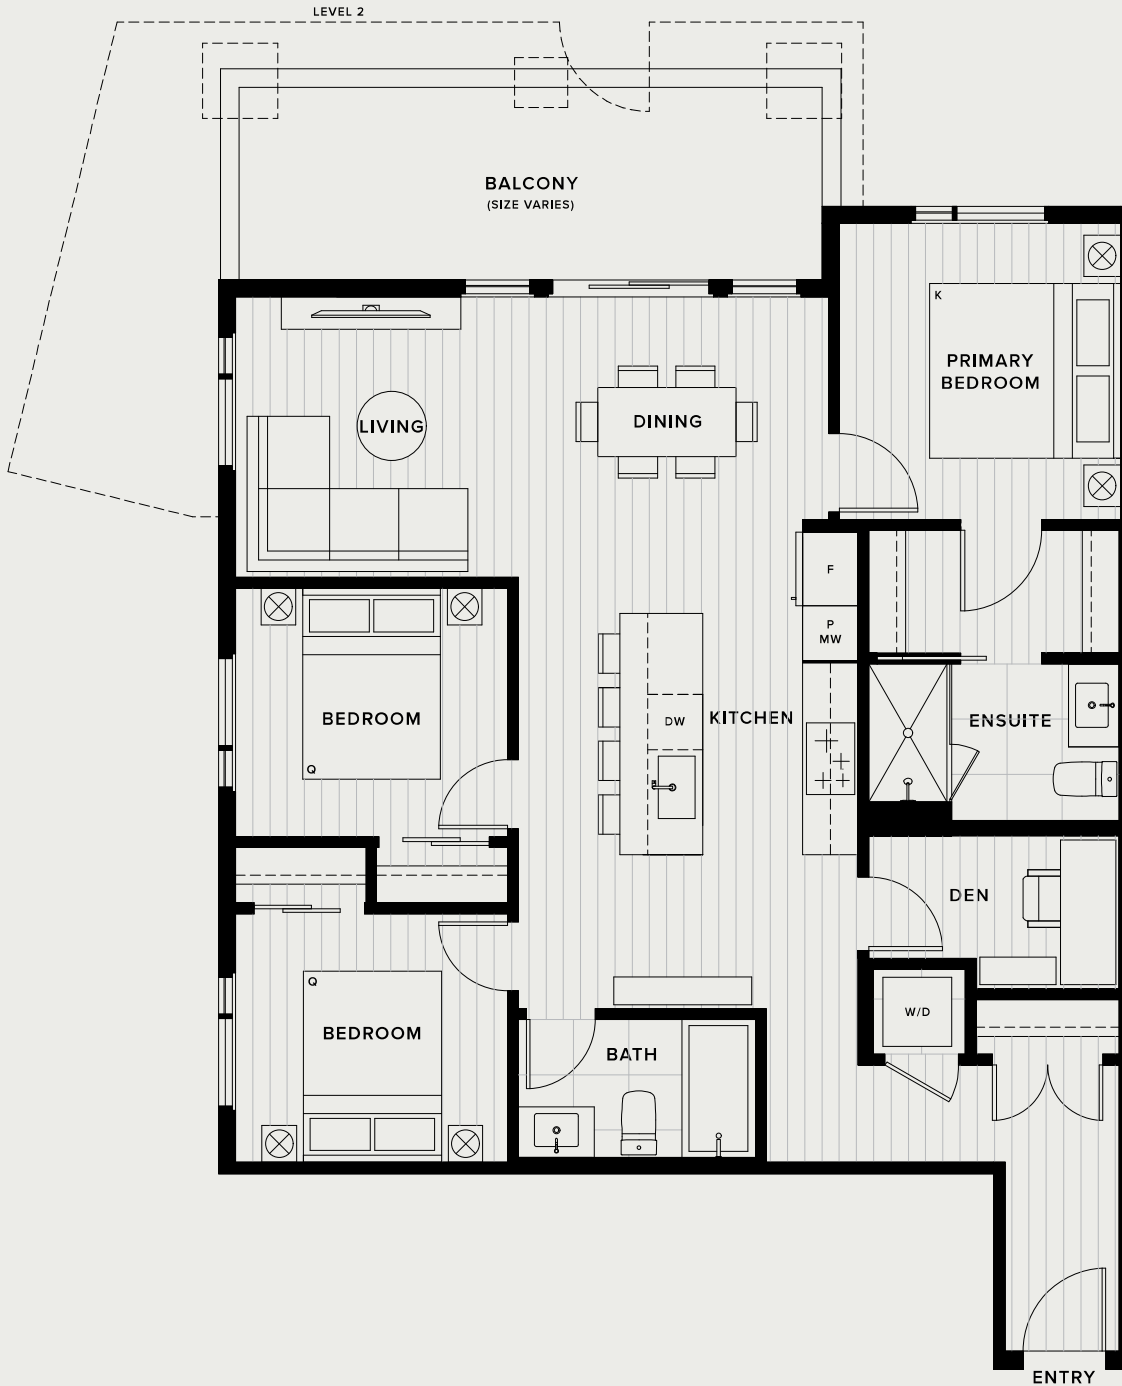 LEVEL 2
BALCONY
(SIZE VARIES)
K
PRIMARY
BEDROOM
LIVING
DINING
F
P
MW
BEDROOM
Q
DW
KITCHEN
ENSUITE
DEN
Q
BEDROOM
BATH
W/D
ENTRY